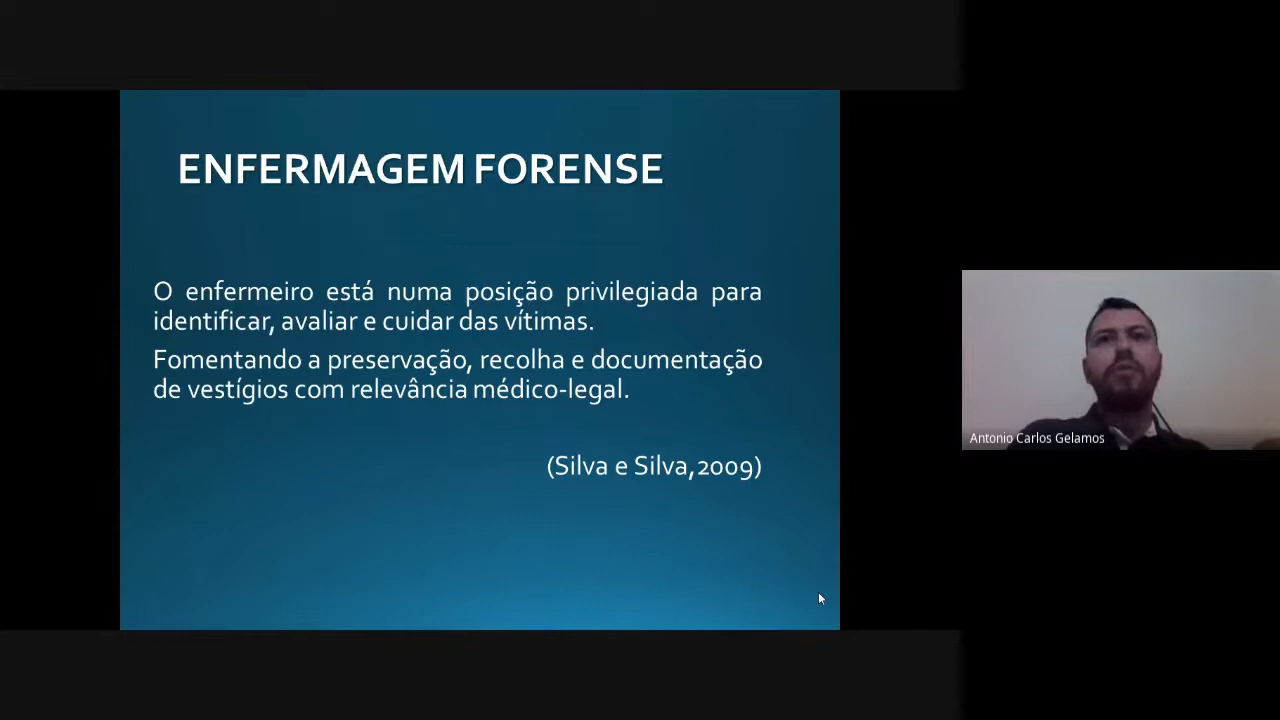 ENFERMAGEM FORENSE
O enfermeiro está numa posição privilegiada para
identificar, avaliar e cuidar das vítimas.
Fomentando a preservação, recolha e documentação
de vestígios com relevância médico-legal.
(Silva e Silva,2009)
Antonio Carlos Gelamos